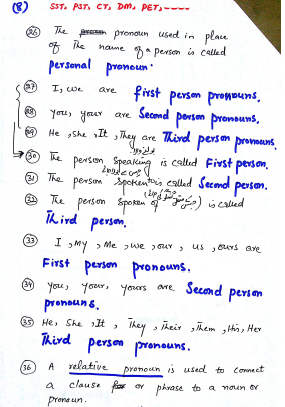 (8) SST, PST, CT, DM, PET,
(26) The pronoun used in place
of the name of a person is called
personal pronoun.
(27) I, we are first person pronouns.
(28) You, your are Second person pronouns.
(29) He, She, It, They are Third person pronouns.
(30) The person speaking is called First person.
(31) The person spoken to is called Second person.
(32) The person spoken of is called
Third person.
(33) I, My, Me, we, our, us, ours are
First person pronouns.
(34) You, your, yours are Second person
pronouns.
(35) He, She, It, They, Their, Them, His, Her
Third person pronouns.
(36) A relative pronoun is used to connect
a clause or phrase to a noun or
pronoun.